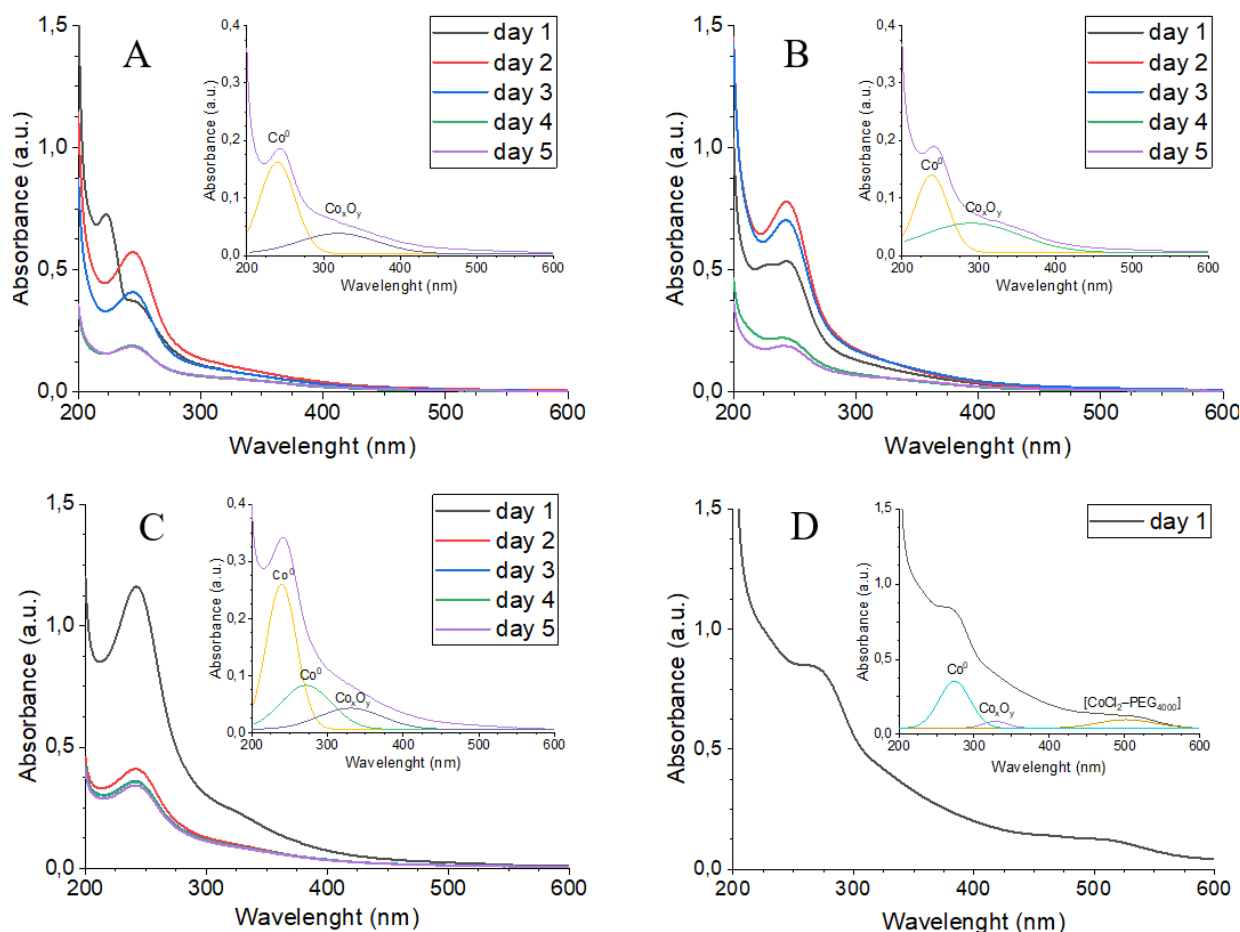 A
day 1
day 2
day 3
day 4
day 5
Co⁰
CoₓOᵧ
0,0
0,1
0,2
0,3
0,4
200
300
400
500
600
Absorbance (a.u.)
Wavelenght (nm)
0,0
0,5
1,0
1,5
200
300
400
500
600
Absorbance (a.u.)
Wavelenght (nm)
B
day 1
day 2
day 3
day 4
day 5
Co⁰
CoₓOᵧ
0,0
0,1
0,2
0,3
0,4
200
300
400
500
600
Absorbance (a.u.)
Wavelenght (nm)
0,0
0,5
1,0
1,5
200
300
400
500
600
Absorbance (a.u.)
Wavelenght (nm)
C
day 1
day 2
day 3
day 4
day 5
Co⁰
Co⁰
CoₓOᵧ
0,0
0,1
0,2
0,3
0,4
200
300
400
500
600
Absorbance (a.u.)
Wavelenght (nm)
0,0
0,5
1,0
1,5
200
300
400
500
600
Absorbance (a.u.)
Wavelenght (nm)
D
day 1
Co⁰
CoₓOᵧ
[CoCl₂–PEG₄₀₀₀]
0,0
0,5
1,0
1,5
200
300
400
500
600
Absorbance (a.u.)
Wavelenght (nm)
0,0
0,5
1,0
1,5
200
300
400
500
600
Absorbance (a.u.)
Wavelenght (nm)